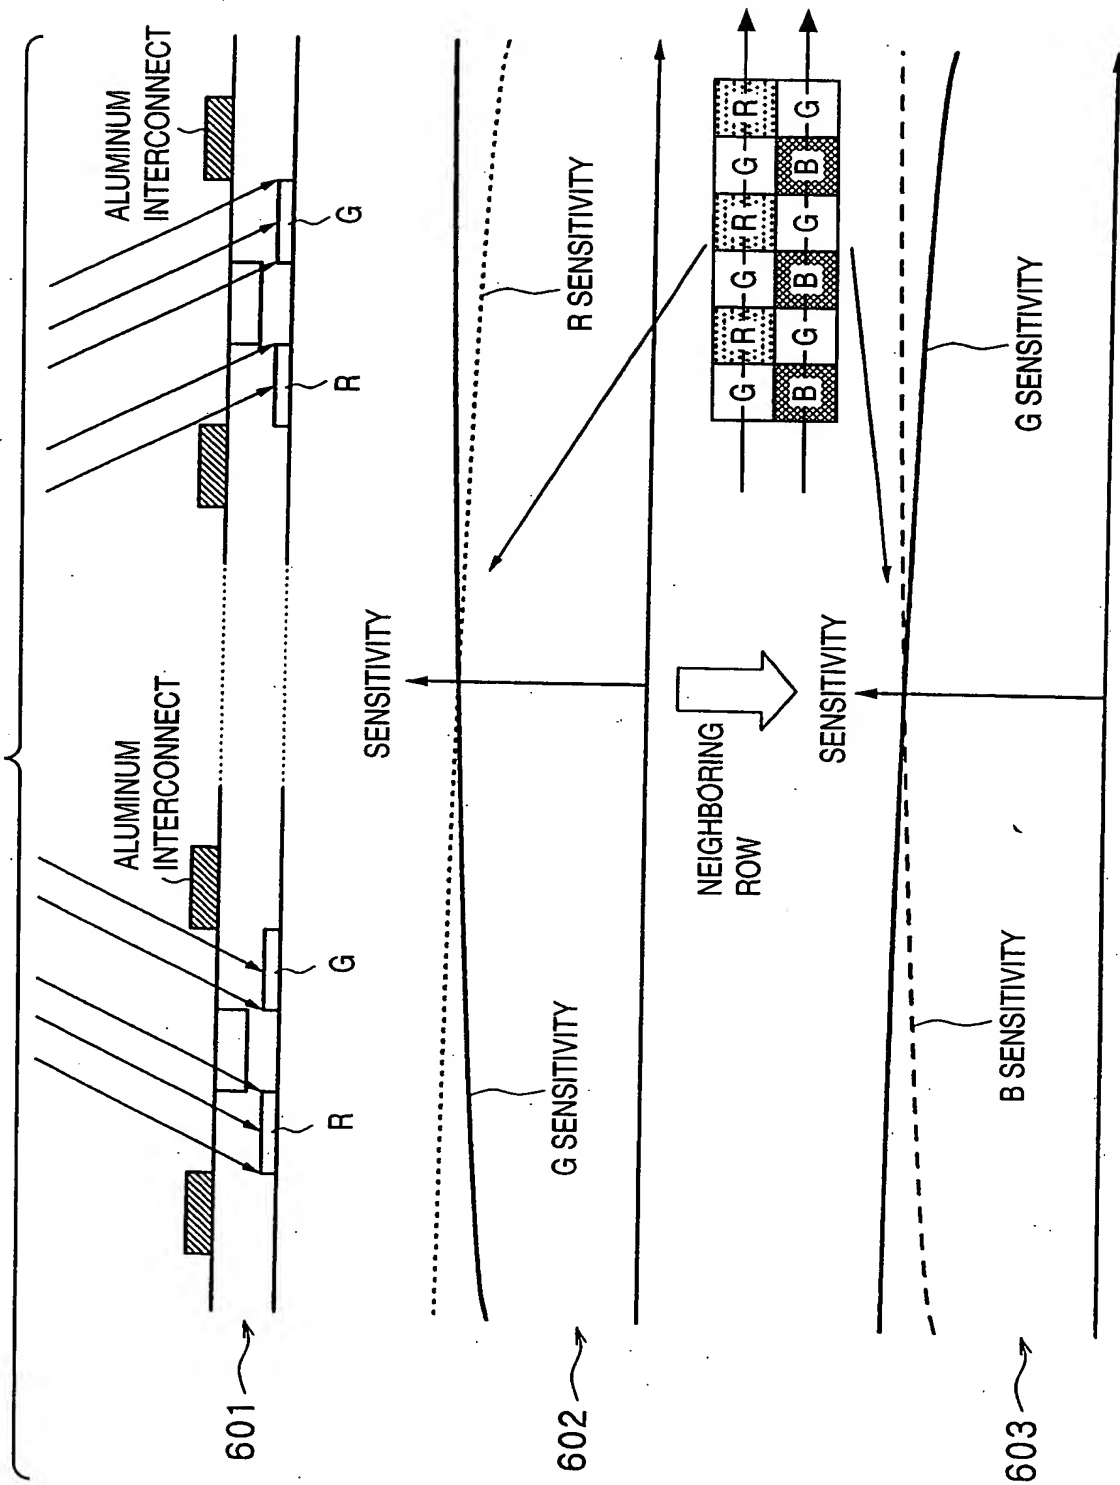 601
ALUMINUM
INTERCONNECT
ALUMINUM
INTERCONNECT
R
G
R
G
602
SENSITIVITY
G SENSITIVITY
R SENSITIVITY
NEIGHBORING
ROW
G R G R G R
B G B G B G
603
SENSITIVITY
B SENSITIVITY
G SENSITIVITY